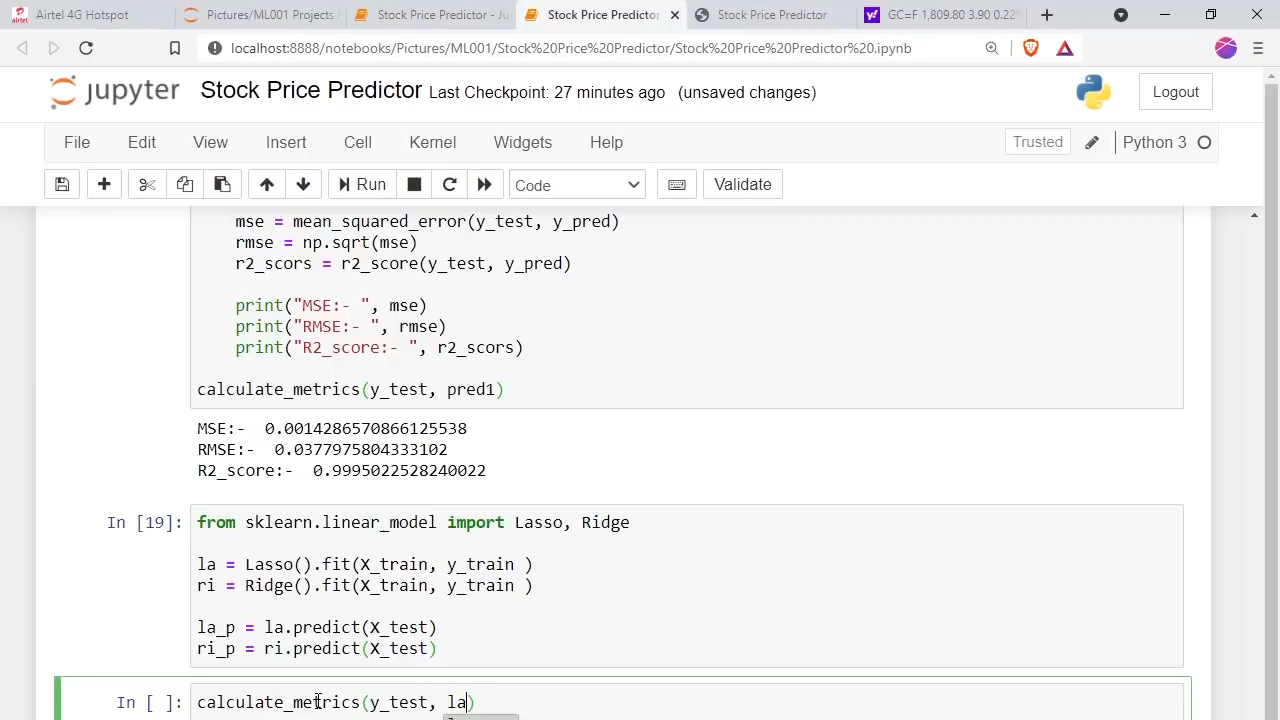 Airtel 4G Hotspot
Pictures/ML001 Projects
Stock Price Predictor - Ju
Stock Price Predictor
Stock Price Predictor
GC=F 1,809.80 3.90 0.22
localhost:8888/notebooks/Pictures/ML001/Stock%20Price%20Predictor/Stock%20Price%20Predictor%20.ipynb
jupyter Stock Price Predictor Last Checkpoint: 27 minutes ago (unsaved changes) Logout
File Edit View Insert Help Cell Kernel Widgets Help Trusted Python 3
Run Code Validate
mse = mean_squared_error(y_test, y_pred)
rmse = np.sqrt(mse)
r2_scors = r2_score(y_test, y_pred)
print("MSE:- ", mse)
print("RMSE:- ", rmse)
print("R2_score:- ", r2_scors)
calculate_metrics(y_test, pred1)
MSE:- 0.0014286570866125538
RMSE:- 0.0377975804333102
R2_score:- 0.9995022528240022
In [19]: from sklearn.linear_model import Lasso, Ridge
la = Lasso().fit(X_train, y_train )
ri = Ridge().fit(X_train, y_train )
la_p = la.predict(X_test)
ri_p = ri.predict(X_test)
In [ ]: calculate_metrics(y_test, la)